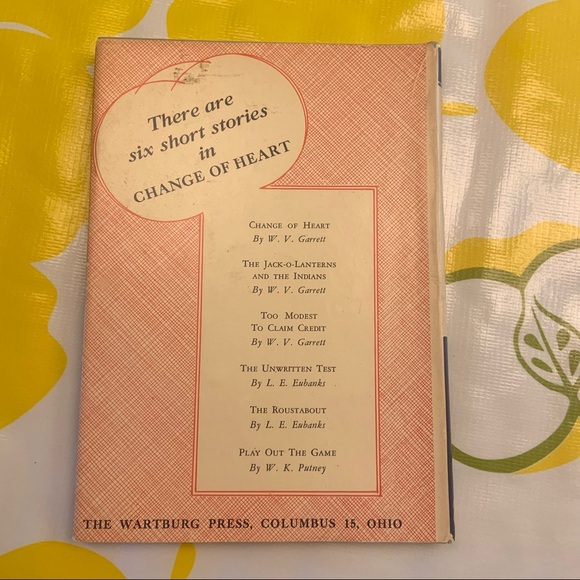 There are
six short stories
in
CHANGE OF HEART
CHANGE OF HEART
By W. V. Garrett
THE JACK-O-LANTERNS
AND THE INDIANS
By W. V. Garrett
TOO MODEST
TO CLAIM CREDIT
By W. V. Garrett
THE UNWRITTEN TEST
By L. E. Eubanks
THE ROUSTABOUT
By L. E. Eubanks
PLAY OUT THE GAME
By W. K. Putney
THE WARTBURG PRESS, COLUMBUS 15, OHIO